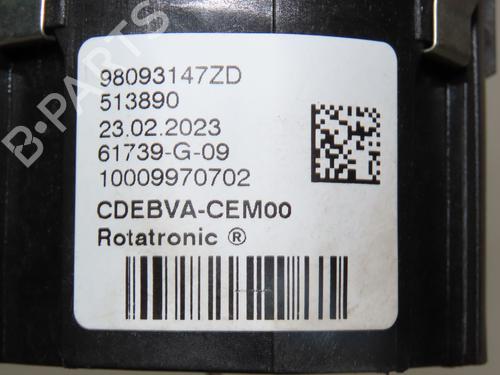 98093147ZD
513890
23.02.2023
61739-G-09
10009970702
CDEBVA-CEM00
Rotatronic ®
B-PARTS